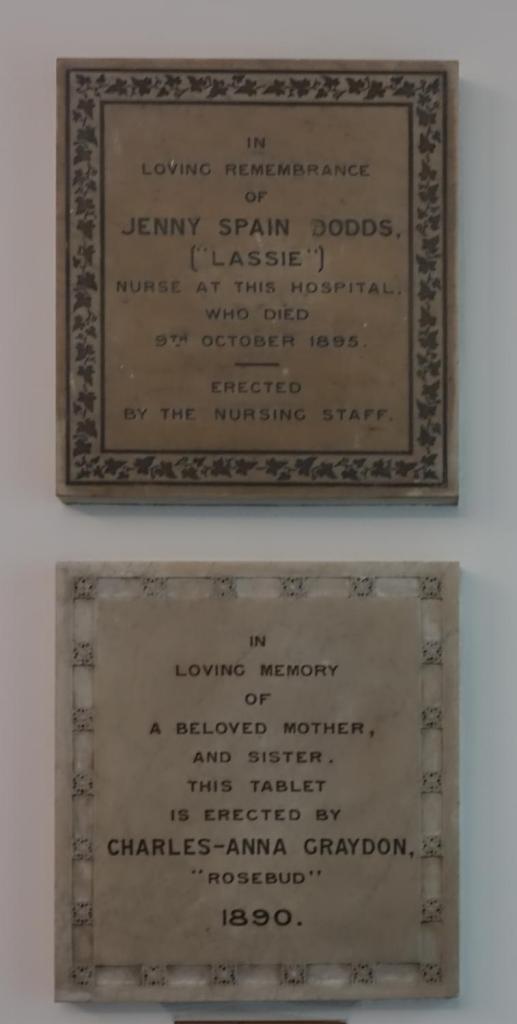 IN
LOVING REMEMBRANCE
OF
JENNY SPAIN DODDS,
("LASSIE")
NURSE AT THIS HOSPITAL.
WHO DIED
9TH OCTOBER 1895.
ERECTED
BY THE NURSING STAFF.
IN
LOVING MEMORY
OF
A BELOVED MOTHER,
AND SISTER.
THIS TABLET
IS ERECTED BY
CHARLES-ANNA GRAYDON,
"ROSEBUD"
1890.